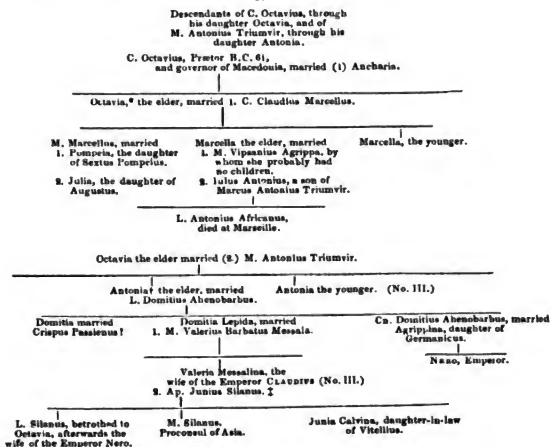 Descendants of C. Octavius, through
his daughter Octavia, and of
M. Antonius Triumvir, through his
daughter Antonia.
C. Octavius, Prætor B.C. 61,
and governor of Macedonia, married (1) Ancharia.
Octavia,* the elder, married 1. C. Claudius Marcellus.
M. Marcellus, married
1. Pompeia, the daughter
of Sextus Pompeius.
2. Julia, the daughter of
Augustus.
Marcella the elder, married
1. M. Vipsanius Agrippa, by
whom she probably had
no children.
2. Iulus Antonius, a son of
Marcus Antonius Triumvir.
Marcella, the younger.
L. Antonius Africanus,
died at Marseille.
Octavia the elder married (2.) M. Antonius Triumvir.
Antonia† the elder, married
L. Domitius Ahenobarbus.
Antonia the younger. (No. III.)
Domitia married
Crispus Passienus?
Domitia Lepida, married
1. M. Valerius Barbatus Messala.
Cn. Domitius Ahenobarbus, married
Agrippina, daughter of
Germanicus.
Nero, Emperor.
Valeria Messalina, the
wife of the Emperor CLAUDIUS (No. III.)
2. Ap. Junius Silanus. ‡
L. Silanus, betrothed to
Octavia, afterwards the
wife of the Emperor Nero.
M. Silanus,
Proconsul of Asia.
Junia Calvina, daughter-in-law
of Vitellius.